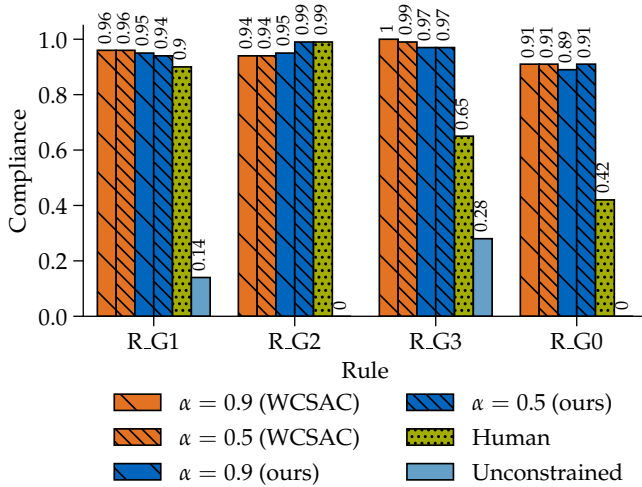 0.96 0.96 0.95 0.94 0.9 0.14 0.94 0.94 0.95 0.99 0.99 0 1 0.99 0.97 0.97 0.65 0.28 0.91 0.91 0.89 0.91 0.42 0
1.0
0.8
0.6
0.4
0.2
0.0
Compliance
R_G1 R_G2 R_G3 R_G0
Rule
α = 0.9 (WCSAC)
α = 0.5 (WCSAC)
α = 0.9 (ours)
α = 0.5 (ours)
Human
Unconstrained